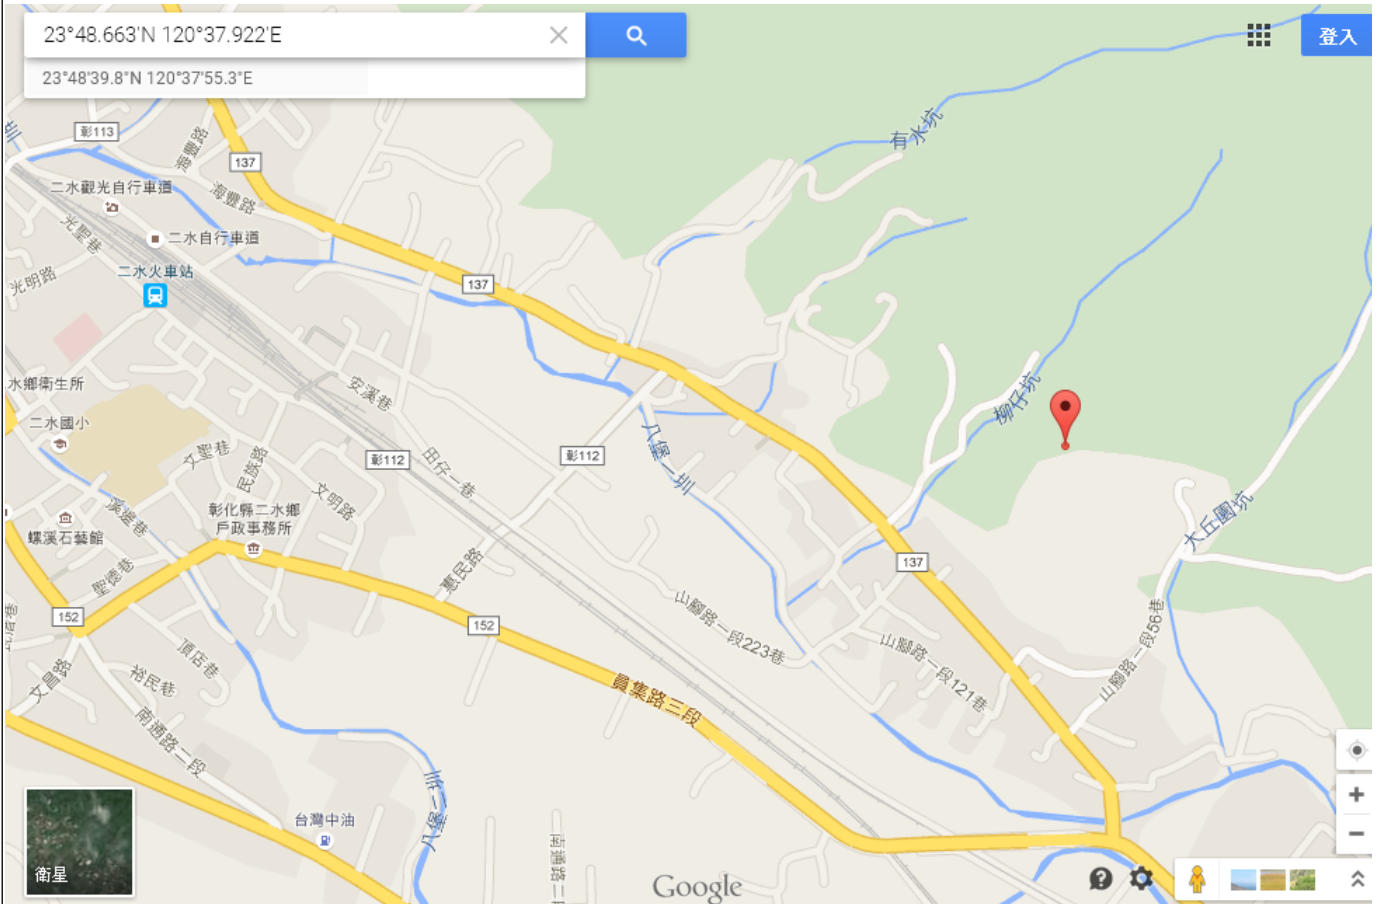 23°48.663'N 120°37.922'E
登入
23°48'39.8"N 120°37'55.3"E
圳
彰113
海豐路
137
有水坑
二水觀光自行車道
海豐路
光聖巷
二水自行車道
二水火車站
光明路
137
水鄉衛生所
安溪巷
柳仔坑
二水國小
文聖巷
民族路
彰112
田仔一巷
彰112
八堡一圳
溪邊巷
文明路
彰化縣二水鄉
戶政事務所
螺溪石藝館
大丘園坑
惠民路
137
聖德巷
152
152
山腳路一段223巷
山腳路一段121巷
山腳路一段56巷
頂店巷
文昌路
裕民巷
員集路三段
南通路二段
八堡二圳
台灣中油
南通路二
衛星
Google